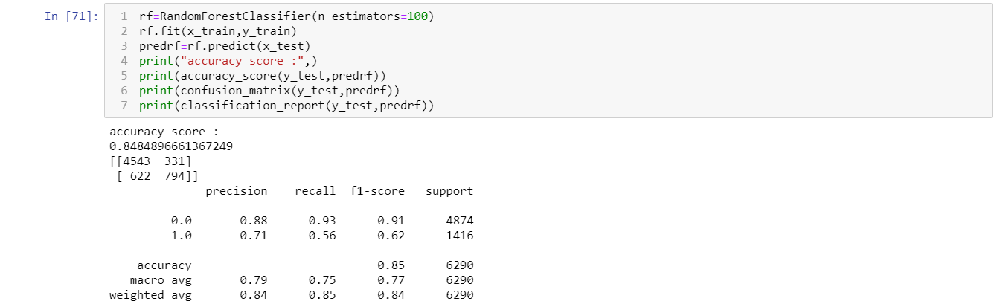 In [71]:
1 rf=RandomForestClassifier(n_estimators=100)
2 rf.fit(x_train,y_train)
3 predrf=rf.predict(x_test)
4 print("accuracy score :",)
5 print(accuracy_score(y_test,predrf))
6 print(confusion_matrix(y_test,predrf))
7 print(classification_report(y_test,predrf))
accuracy score :
0.8484896661367249
[[4543  331]
 [ 622  794]]
              precision    recall  f1-score   support
         0.0       0.88      0.93      0.91      4874
         1.0       0.71      0.56      0.62      1416
    accuracy                           0.85      6290
   macro avg       0.79      0.75      0.77      6290
weighted avg       0.84      0.85      0.84      6290